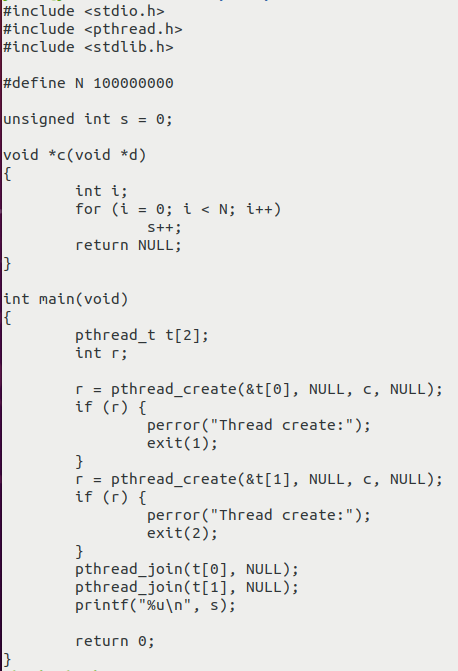 #include <stdio.h>
#include <pthread.h>
#include <stdlib.h>

#define N 100000000

unsigned int s = 0;

void *c(void *d)
{
        int i;
        for (i = 0; i < N; i++)
                s++;
        return NULL;
}

int main(void)
{
        pthread_t t[2];
        int r;

        r = pthread_create(&t[0], NULL, c, NULL);
        if (r) {
                perror("Thread create:");
                exit(1);
        }
        r = pthread_create(&t[1], NULL, c, NULL);
        if (r) {
                perror("Thread create:");
                exit(2);
        }
        pthread_join(t[0], NULL);
        pthread_join(t[1], NULL);
        printf("%u\n", s);

        return 0;
}